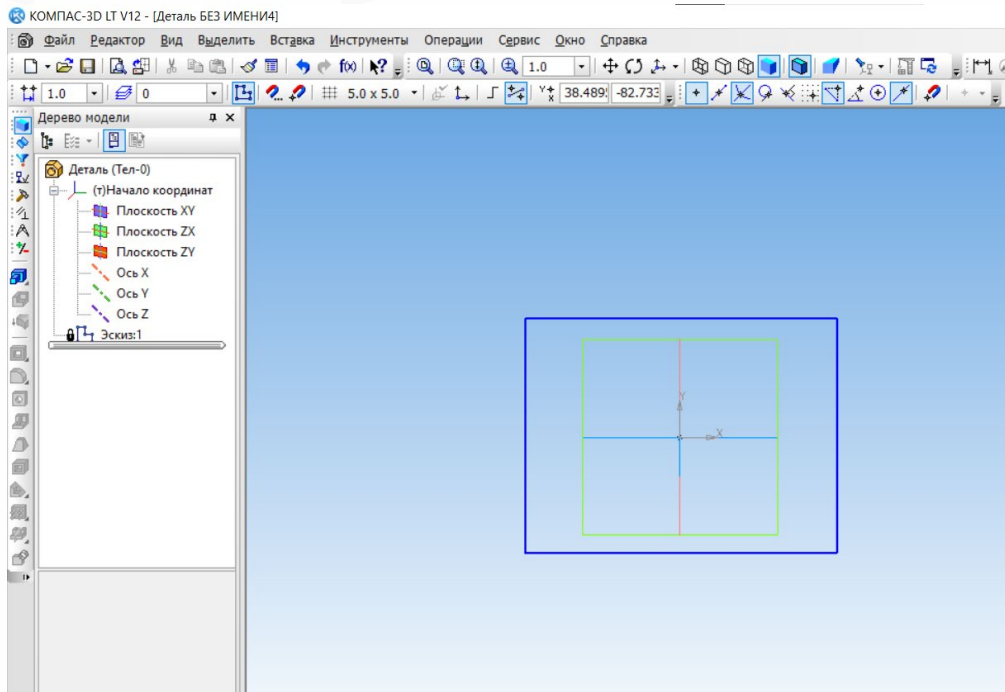 КОМПАС-3D LT V12 - [Деталь БЕЗ ИМЕНИ4]
Файл Редактор Вид Выделить Вставка Инструменты Операции Сервис Окно Справка
f(x) 1.0
1.0 0 5.0 x 5.0 38.489 -82.733
Дерево модели
Деталь (Тел-0)
(т)Начало координат
Плоскость XY
Плоскость ZX
Плоскость ZY
Ось X
Ось Y
Ось Z
Эскиз:1
Y
X